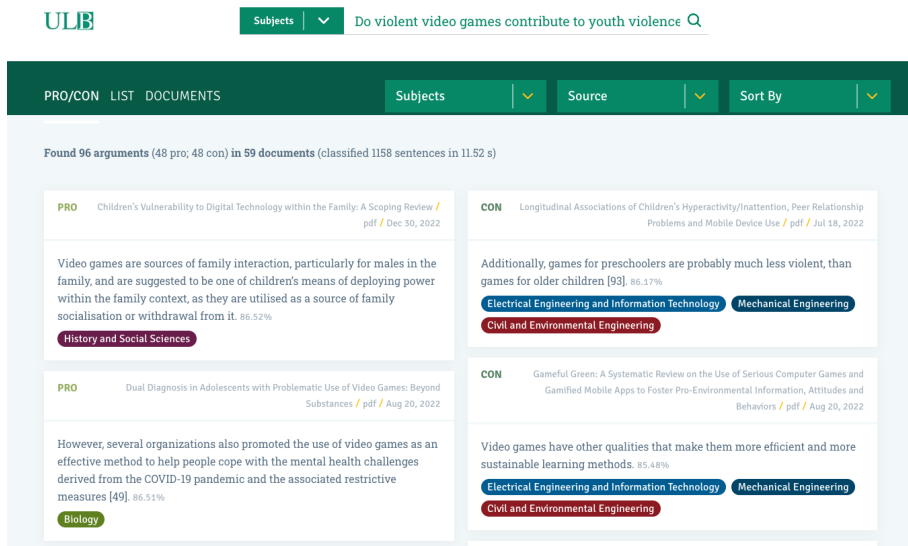 ULB
Subjects
Do violent video games contribute to youth violence
PRO/CON LIST DOCUMENTS
Subjects
Source
Sort By
Found 96 arguments (48 pro; 48 con) in 59 documents (classified 1158 sentences in 11.52 s)
PRO
Children's Vulnerability to Digital Technology within the Family: A Scoping Review /
pdf / Dec 30, 2022
Video games are sources of family interaction, particularly for males in the
family, and are suggested to be one of children's means of deploying power
within the family context, as they are utilised as a source of family
socialisation or withdrawal from it. 86.52%
History and Social Sciences
PRO
Dual Diagnosis in Adolescents with Problematic Use of Video Games: Beyond
Substances / pdf / Aug 20, 2022
However, several organizations also promoted the use of video games as an
effective method to help people cope with the mental health challenges
derived from the COVID-19 pandemic and the associated restrictive
measures [49]. 86.51%
Biology
CON
Longitudinal Associations of Children's Hyperactivity/Inattention, Peer Relationship
Problems and Mobile Device Use / pdf / Jul 18, 2022
Additionally, games for preschoolers are probably much less violent, than
games for older children [93]. 86.17%
Electrical Engineering and Information Technology
Mechanical Engineering
Civil and Environmental Engineering
CON
Gameful Green: A Systematic Review on the Use of Serious Computer Games and
Gamified Mobile Apps to Foster Pro-Environmental Information, Attitudes and
Behaviors / pdf / Aug 20, 2022
Video games have other qualities that make them more efficient and more
sustainable learning methods. 85.48%
Electrical Engineering and Information Technology
Mechanical Engineering
Civil and Environmental Engineering